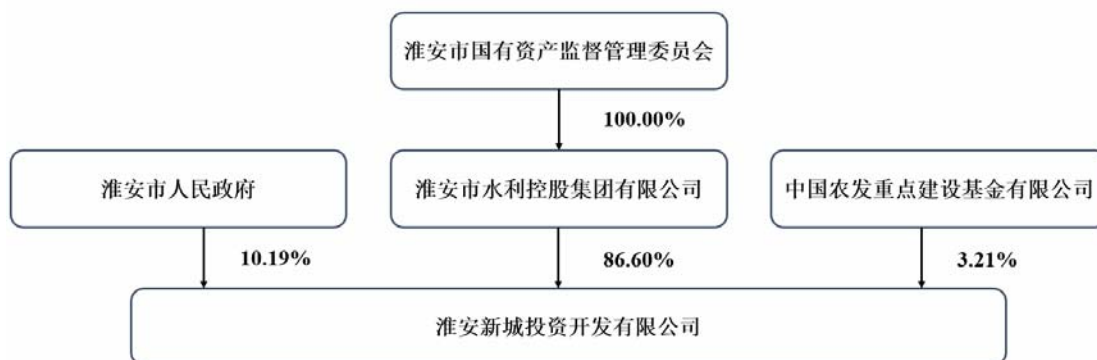 淮安市国有资产监督管理委员会
100.00%
淮安市人民政府
淮安市水利控股集团有限公司
中国农发重点建设基金有限公司
10.19%
86.60%
3.21%
淮安新城投资开发有限公司